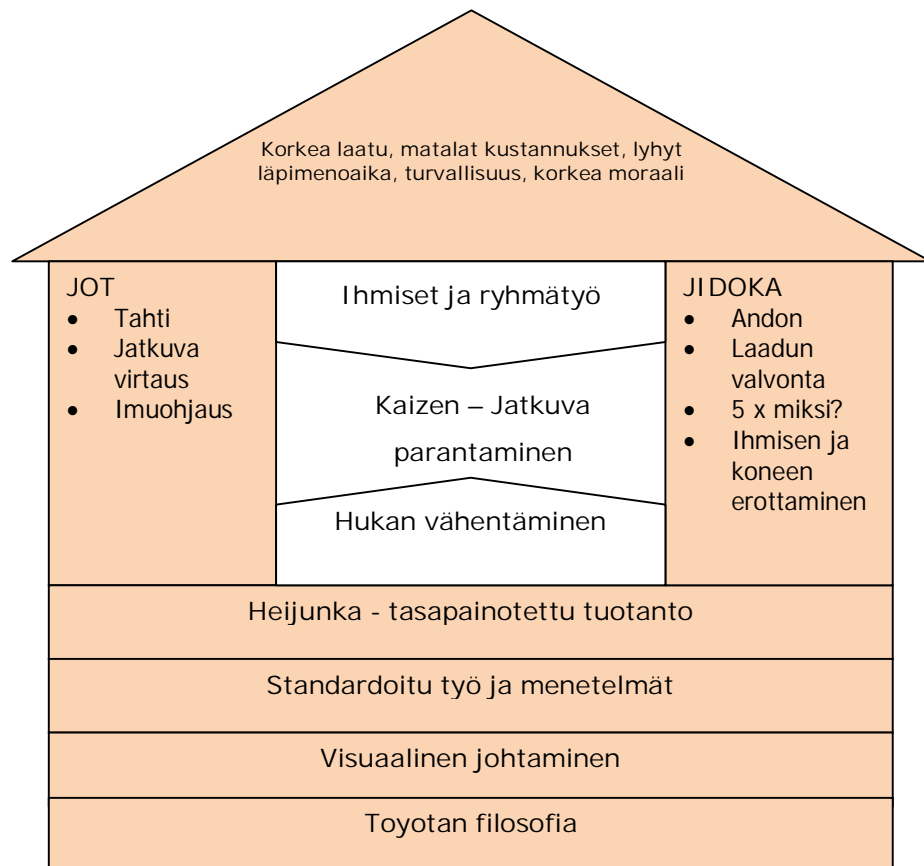 Korkea laatu, matalat kustannukset, lyhyt
läpimenoaika, turvallisuus, korkea moraali
JOT
• Tahti
• Jatkuva
virtaus
• Imuohjaus
Ihmiset ja ryhmätyö
Kaizen – Jatkuva
parantaminen
Hukan vähentäminen
JIDOKA
• Andon
• Laadun
valvonta
• 5 x miksi?
• Ihmisen ja
koneen
erottaminen
Heijunka - tasapainotettu tuotanto
Standardoitu työ ja menetelmät
Visuaalinen johtaminen
Toyotan filosofia